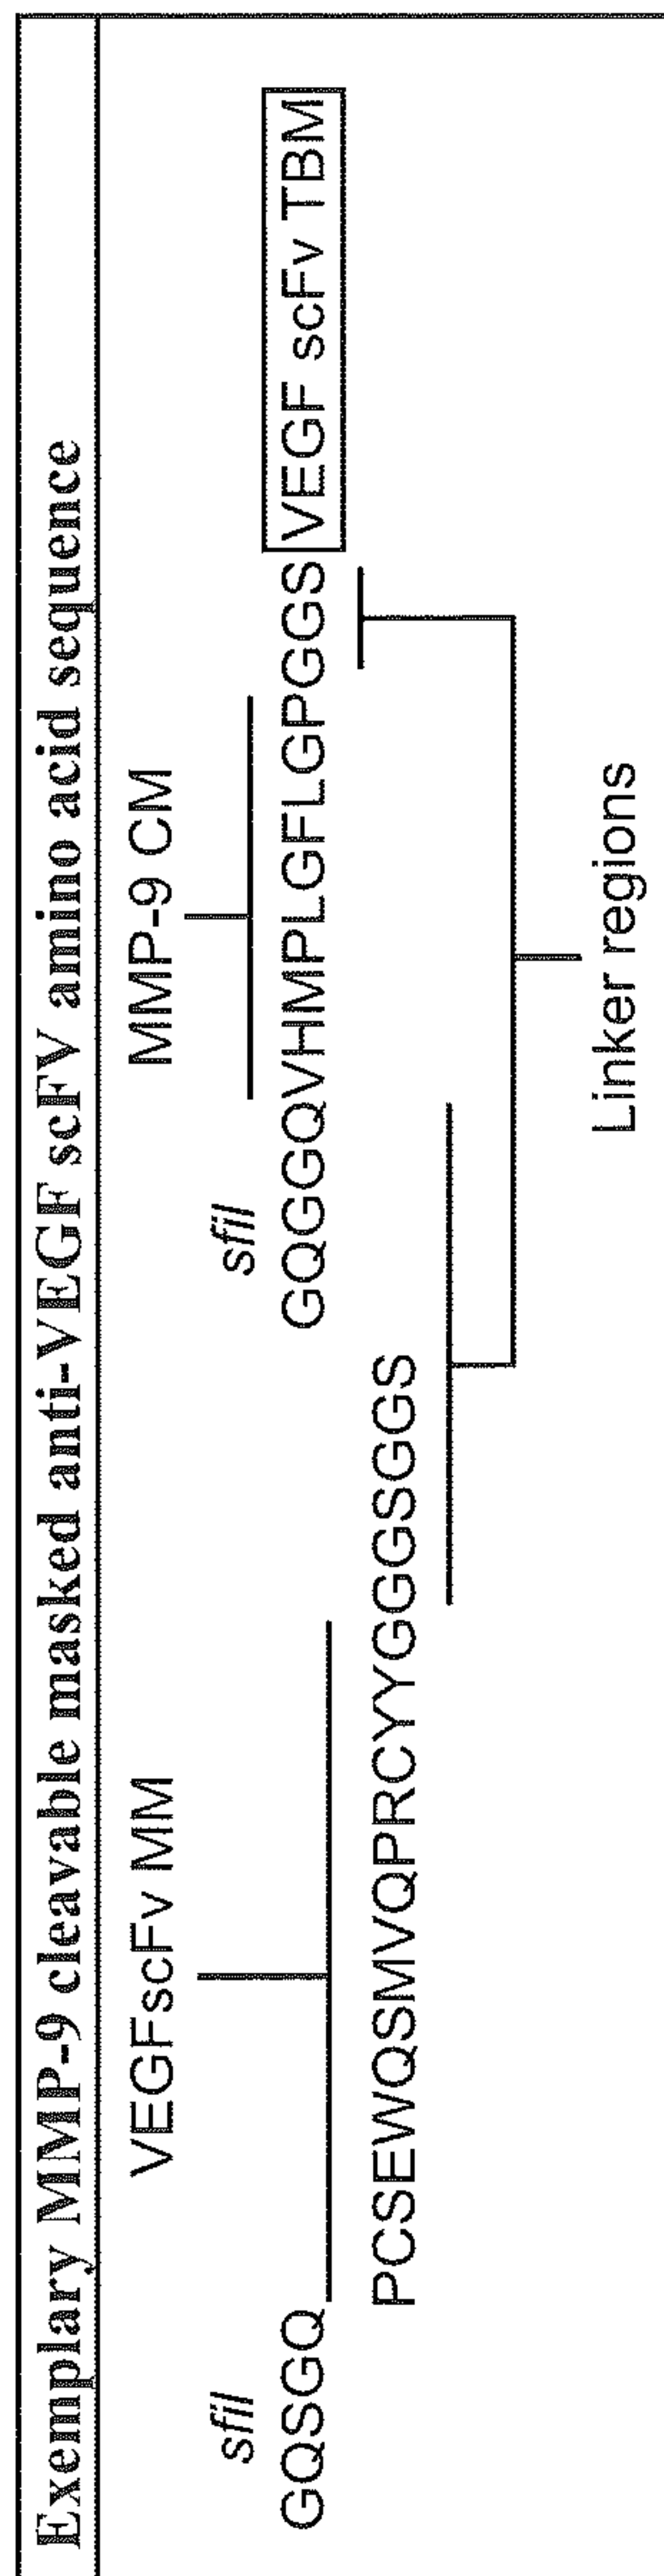 Exemplary MMP-9 cleavable masked anti-VEGF scFV amino acid sequence
VEGFscFv MM
MMP-9 CM
sfiI
sfiI
GQSGQ
GQGGQVHMPLGFLGPGGS VEGF scFv TBM
PCSEWQSMVQPRCYYGGGSGGS
Linker regions